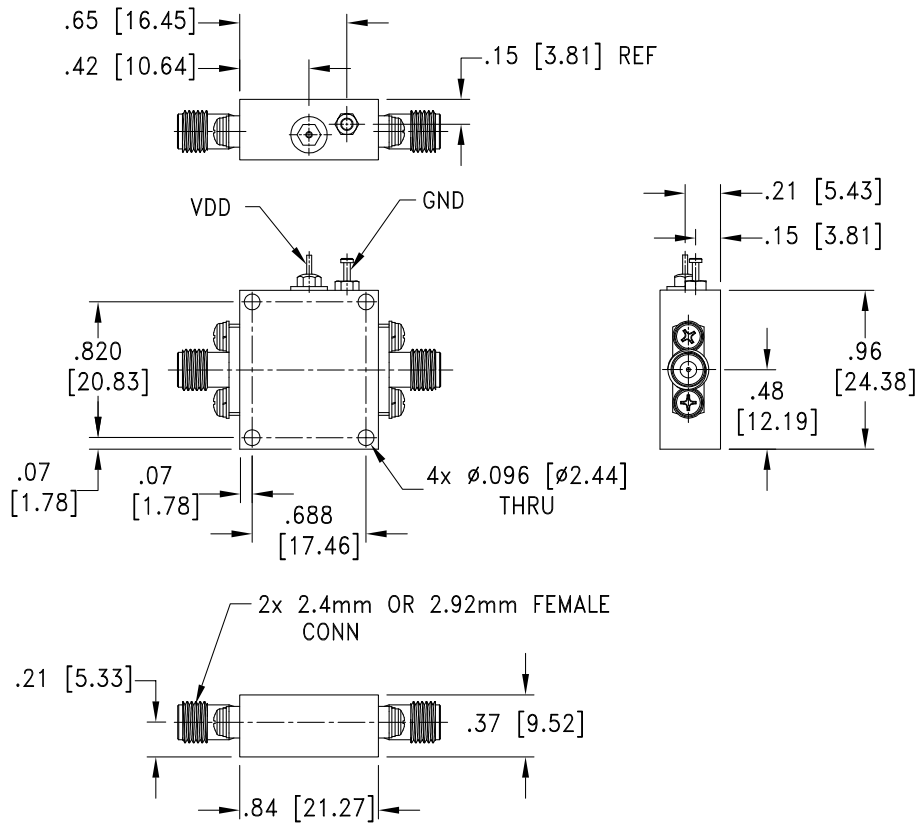 .65 [16.45]
.42 [10.64]
.15 [3.81] REF
VDD
GND
.21 [5.43]
.15 [3.81]
.820
[20.83]
.96
[24.38]
.48
[12.19]
.07
[1.78]
.07
[1.78]
.688
[17.46]
4x ø.096 [ø2.44]
THRU
2x 2.4mm OR 2.92mm FEMALE
CONN
.21 [5.33]
.37 [9.52]
.84 [21.27]